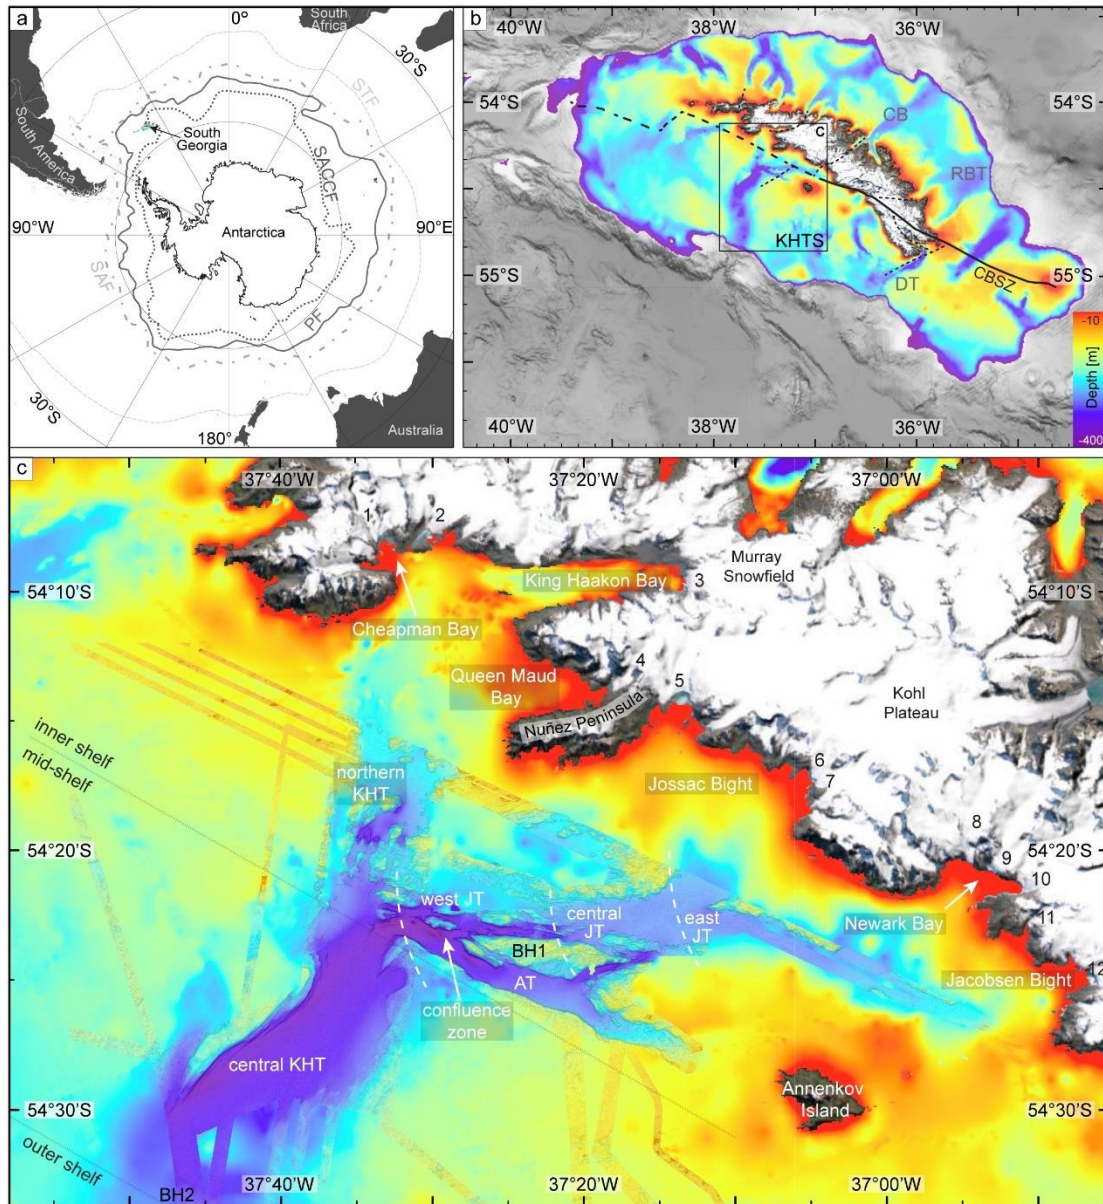 a
0°
South
Africa
30°S
STF
South America
South
Georgia
SACCF
90°W
Antarctica
90°E
SAF
PF
30°S
180°
Australia
b
40°W
38°W
36°W
54°S
54°S
c
CB
RBT
KHTS
55°S
DT
CBSZ
55°S
-10
Depth [m]
-400
40°W
38°W
36°W
c
37°40'W
37°20'W
37°00'W
1
2
Murray
Snowfield
54°10'S
King Haakon Bay
3
54°10'S
Cheapman Bay
4
Queen Maud
Bay
5
Kohl
Plateau
Nuñez Peninsula
inner shelf
mid-shelf
northern
KHT
Jossac Bight
6
7
8
54°20'S
54°20'S
9
10
west JT
central
JT
east
JT
Newark Bay
11
BH1
AT
Jacobsen Bight
12
confluence
zone
central KHT
Annenkov
Island
54°30'S
54°30'S
outer shelf
BH2
37°40'W
37°20'W
37°00'W